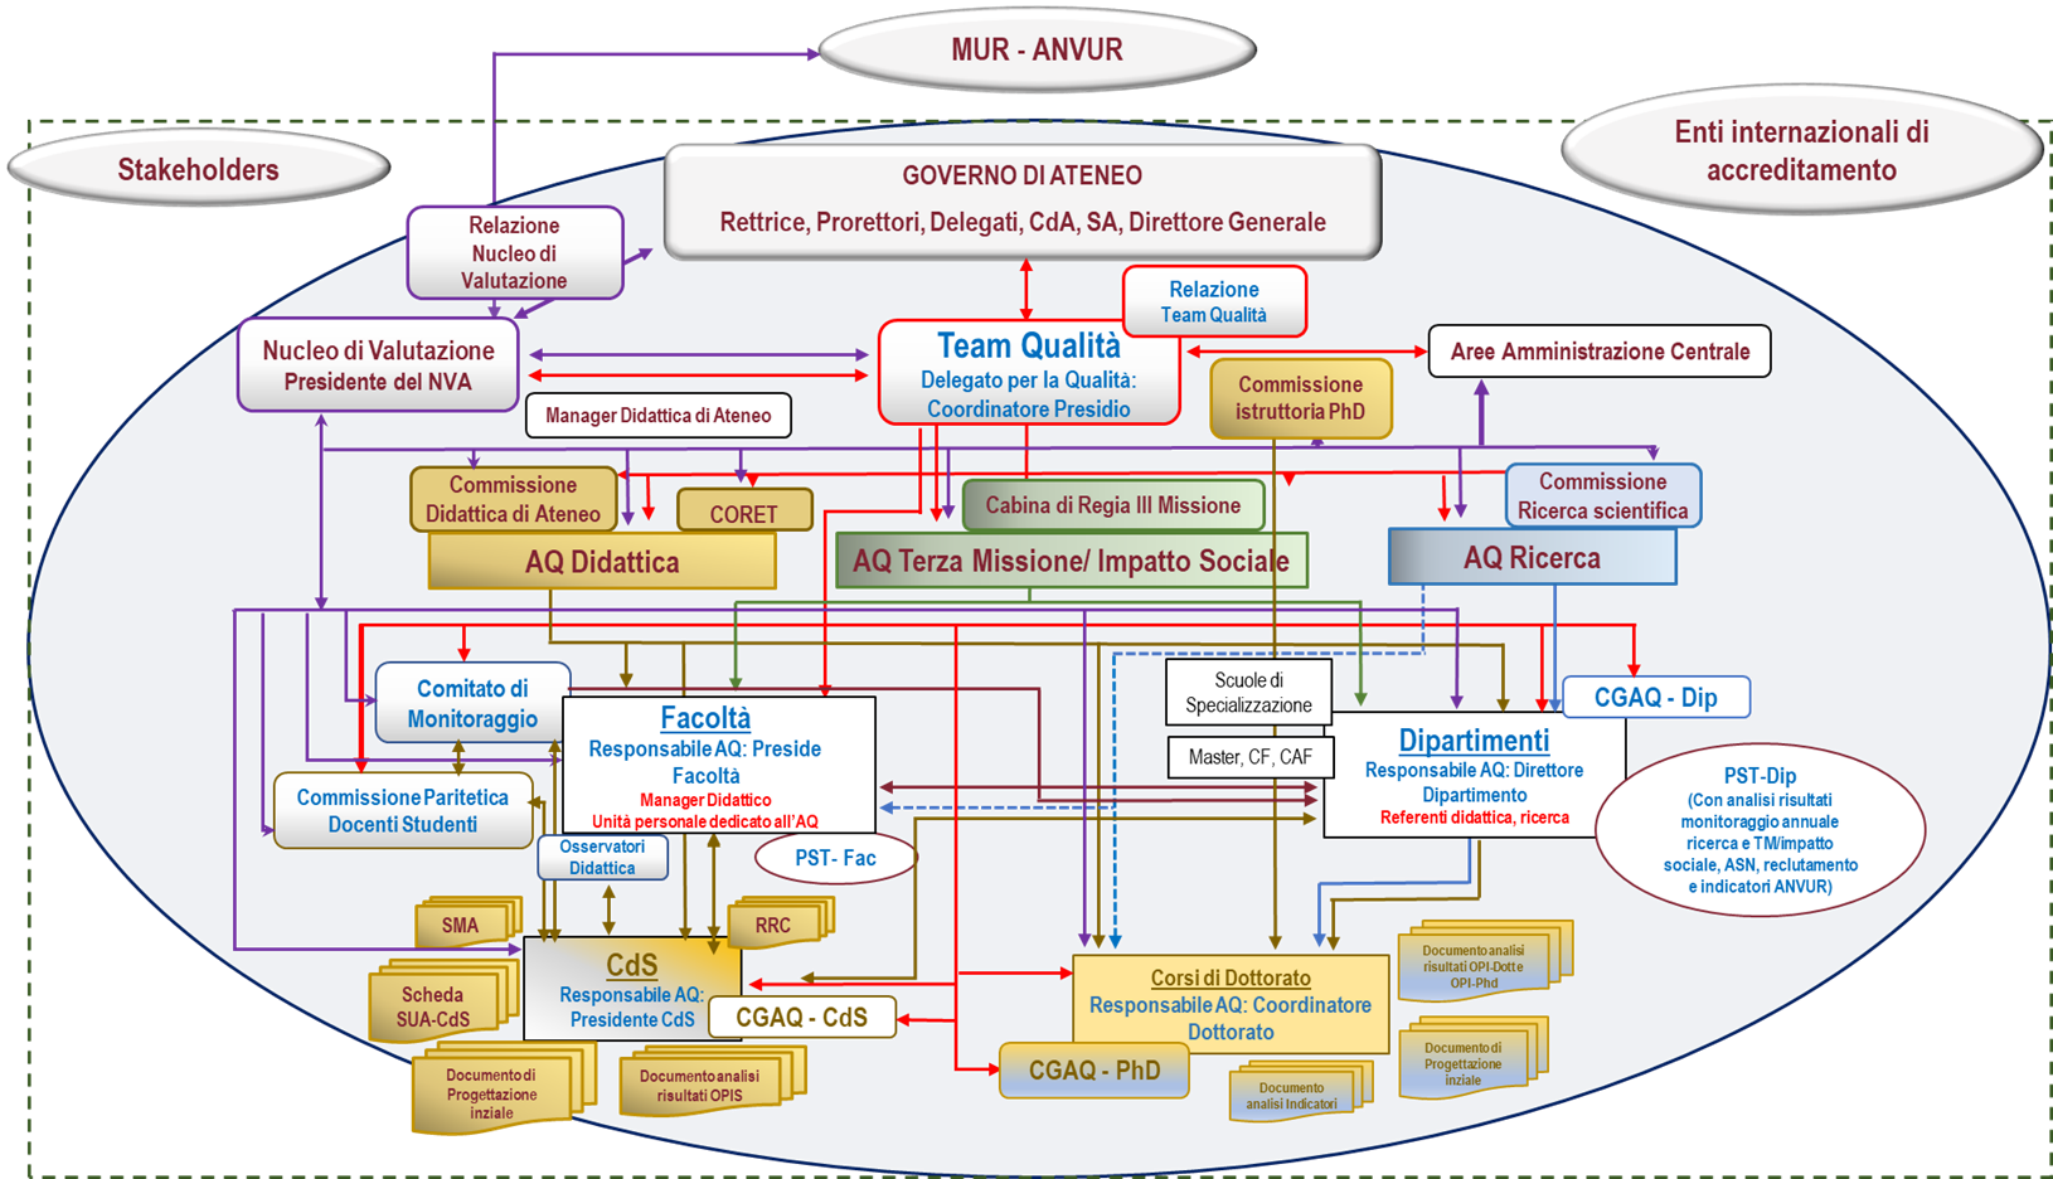 MUR - ANVUR
Stakeholders
Enti internazionali di
accreditamento
GOVERNO DI ATENEO
Rettrice, Prorettori, Delegati, CdA, SA, Direttore Generale
Relazione
Nucleo di
Valutazione
Relazione
Team Qualità
Nucleo di Valutazione
Presidente del NVA
Team Qualità
Delegato per la Qualità:
Coordinatore Presidio
Aree Amministrazione Centrale
Manager Didattica di Ateneo
Commissione
istruttoria PhD
Commissione
Didattica di Ateneo
CORET
Cabina di Regia III Missione
Commissione
Ricerca scientifica
AQ Didattica
AQ Terza Missione/ Impatto Sociale
AQ Ricerca
Comitato di
Monitoraggio
Facoltà
Responsabile AQ: Preside
Facoltà
Manager Didattico
Unità personale dedicato all'AQ
Scuole di
Specializzazione
Master, CF, CAF
CGAQ - Dip
Dipartimenti
Responsabile AQ: Direttore
Dipartimento
Referenti didattica, ricerca
PST-Dip
(Con analisi risultati
monitoraggio annuale
ricerca e TM/impatto
sociale, ASN, reclutamento
e indicatori ANVUR)
Commissione Paritetica
Docenti Studenti
Osservatori
Didattica
PST- Fac
SMA
RRC
CdS
Responsabile AQ:
Presidente CdS
CGAQ - CdS
Scheda
SUA-CdS
Documento di
Progettazione
inziale
Documento analisi
risultati OPIS
Corsi di Dottorato
Responsabile AQ: Coordinatore
Dottorato
CGAQ - PhD
Documento analisi
risultati OPI-Dott e
OPI-Phd
Documento di
Progettazione
inziale
Documento
analisi Indicatori